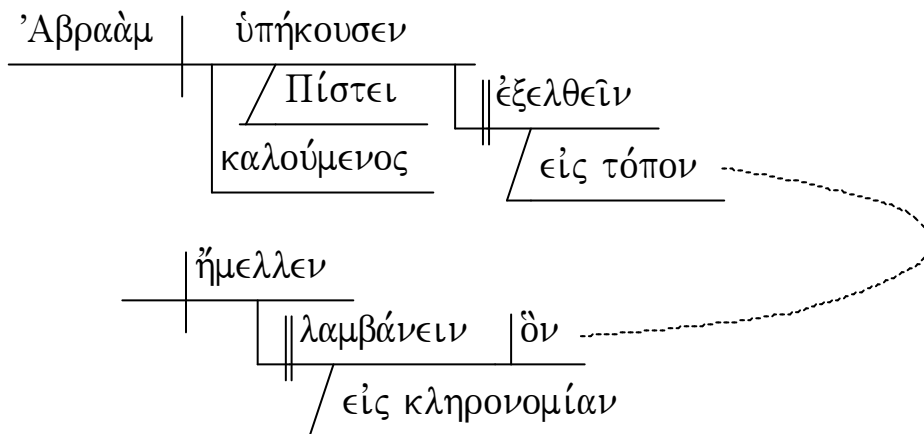 Ἀβραὰμ ὑπήκουσεν
Πίστει ἐξελθεῖν
καλούμενος εἰς τόπον
ἤμελλεν
λαμβάνειν ὃν
εἰς κληρονομίαν